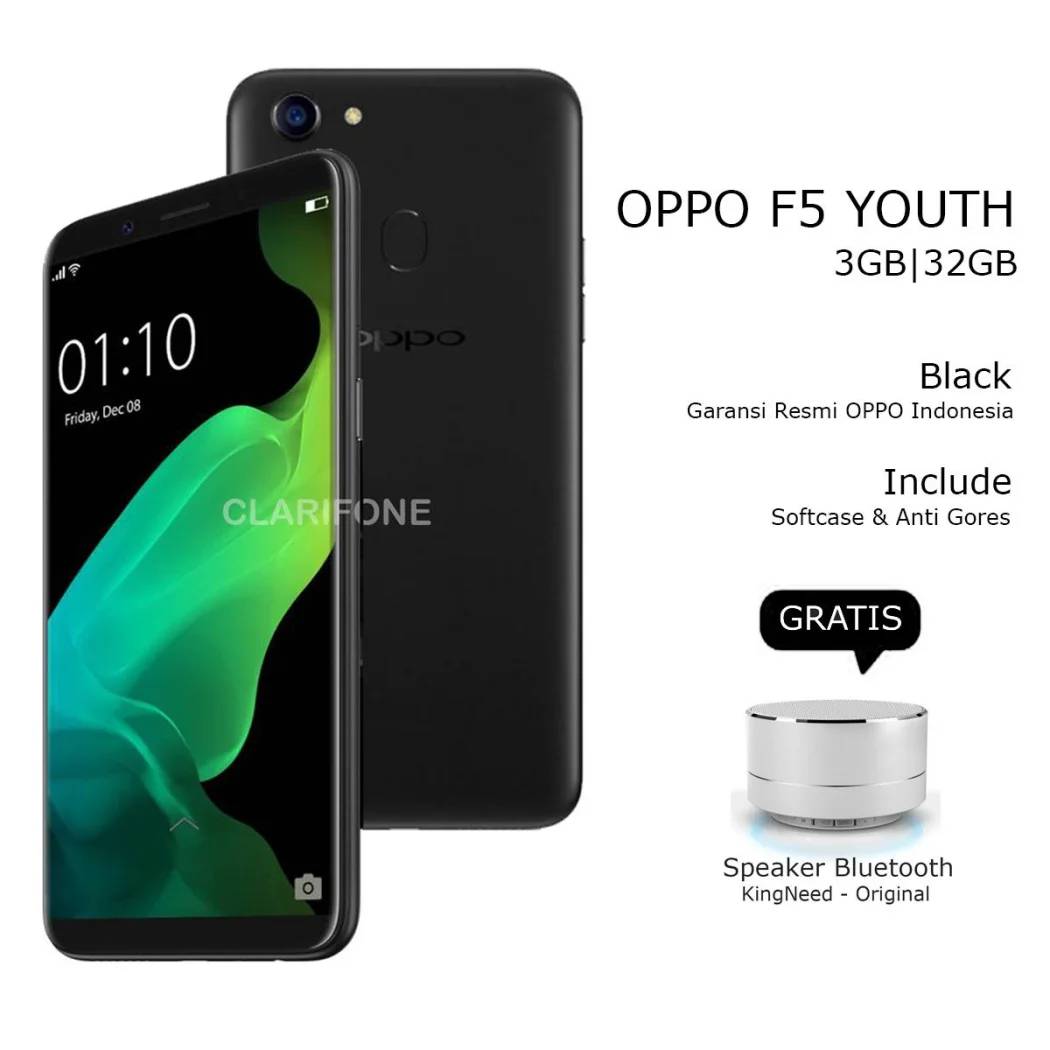 01:10
Friday, Dec 08
oppo
CLARIFONE
OPPO F5 YOUTH
3GB|32GB
Black
Garansi Resmi OPPO Indonesia
Include
Softcase & Anti Gores
GRATIS
Speaker Bluetooth
KingNeed - Original